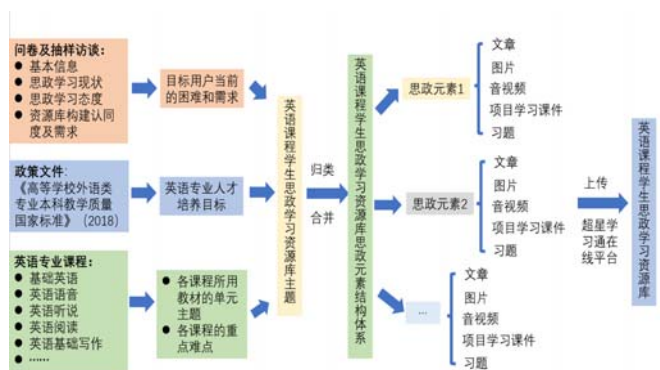 问卷及抽样访谈：
● 基本信息
● 思政学习现状
● 思政学习态度
● 资源库构建认同
度及需求
目标用户当前
的困难和需求
政策文件：
《高等学校外语类
专业本科教学质量
国家标准》（2018）
英语专业人才
培养目标
英语专业课程：
● 基础英语
● 英语语音
● 英语听说
● 英语阅读
● 英语基础写作
● ……
● 各课程所用
教材的单元
主题
● 各课程的重
点难点
英语课程学生思政学习资源库主题
归类
合并
英语课程学生思政学习资源库思政元素结构体系
思政元素1
文章
图片
音视频
项目学习课件
习题
思政元素2
文章
图片
音视频
项目学习课件
习题
…
文章
图片
音视频
项目学习课件
习题
上传
超星学
习通在
线平台
英语课程学生思政学习资源库